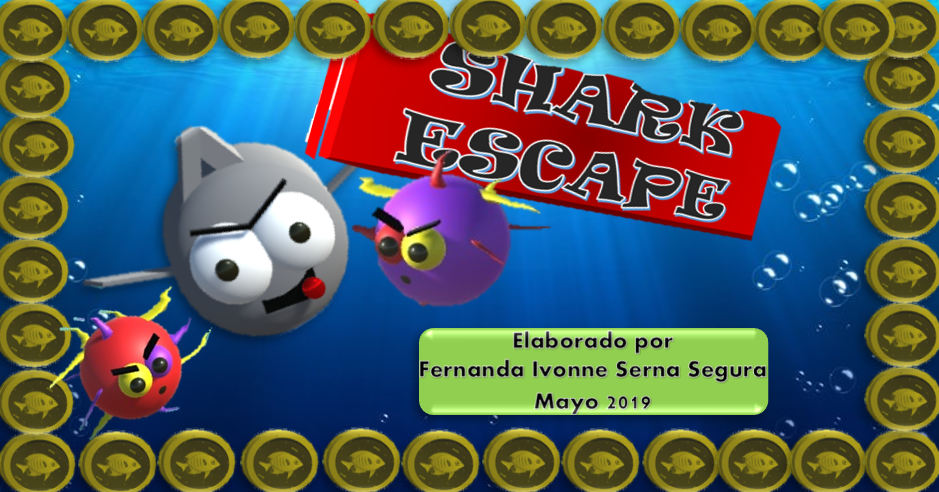 SHARK
ESCAPE
Elaborado por
Fernanda Ivonne Serna Segura
Mayo 2019